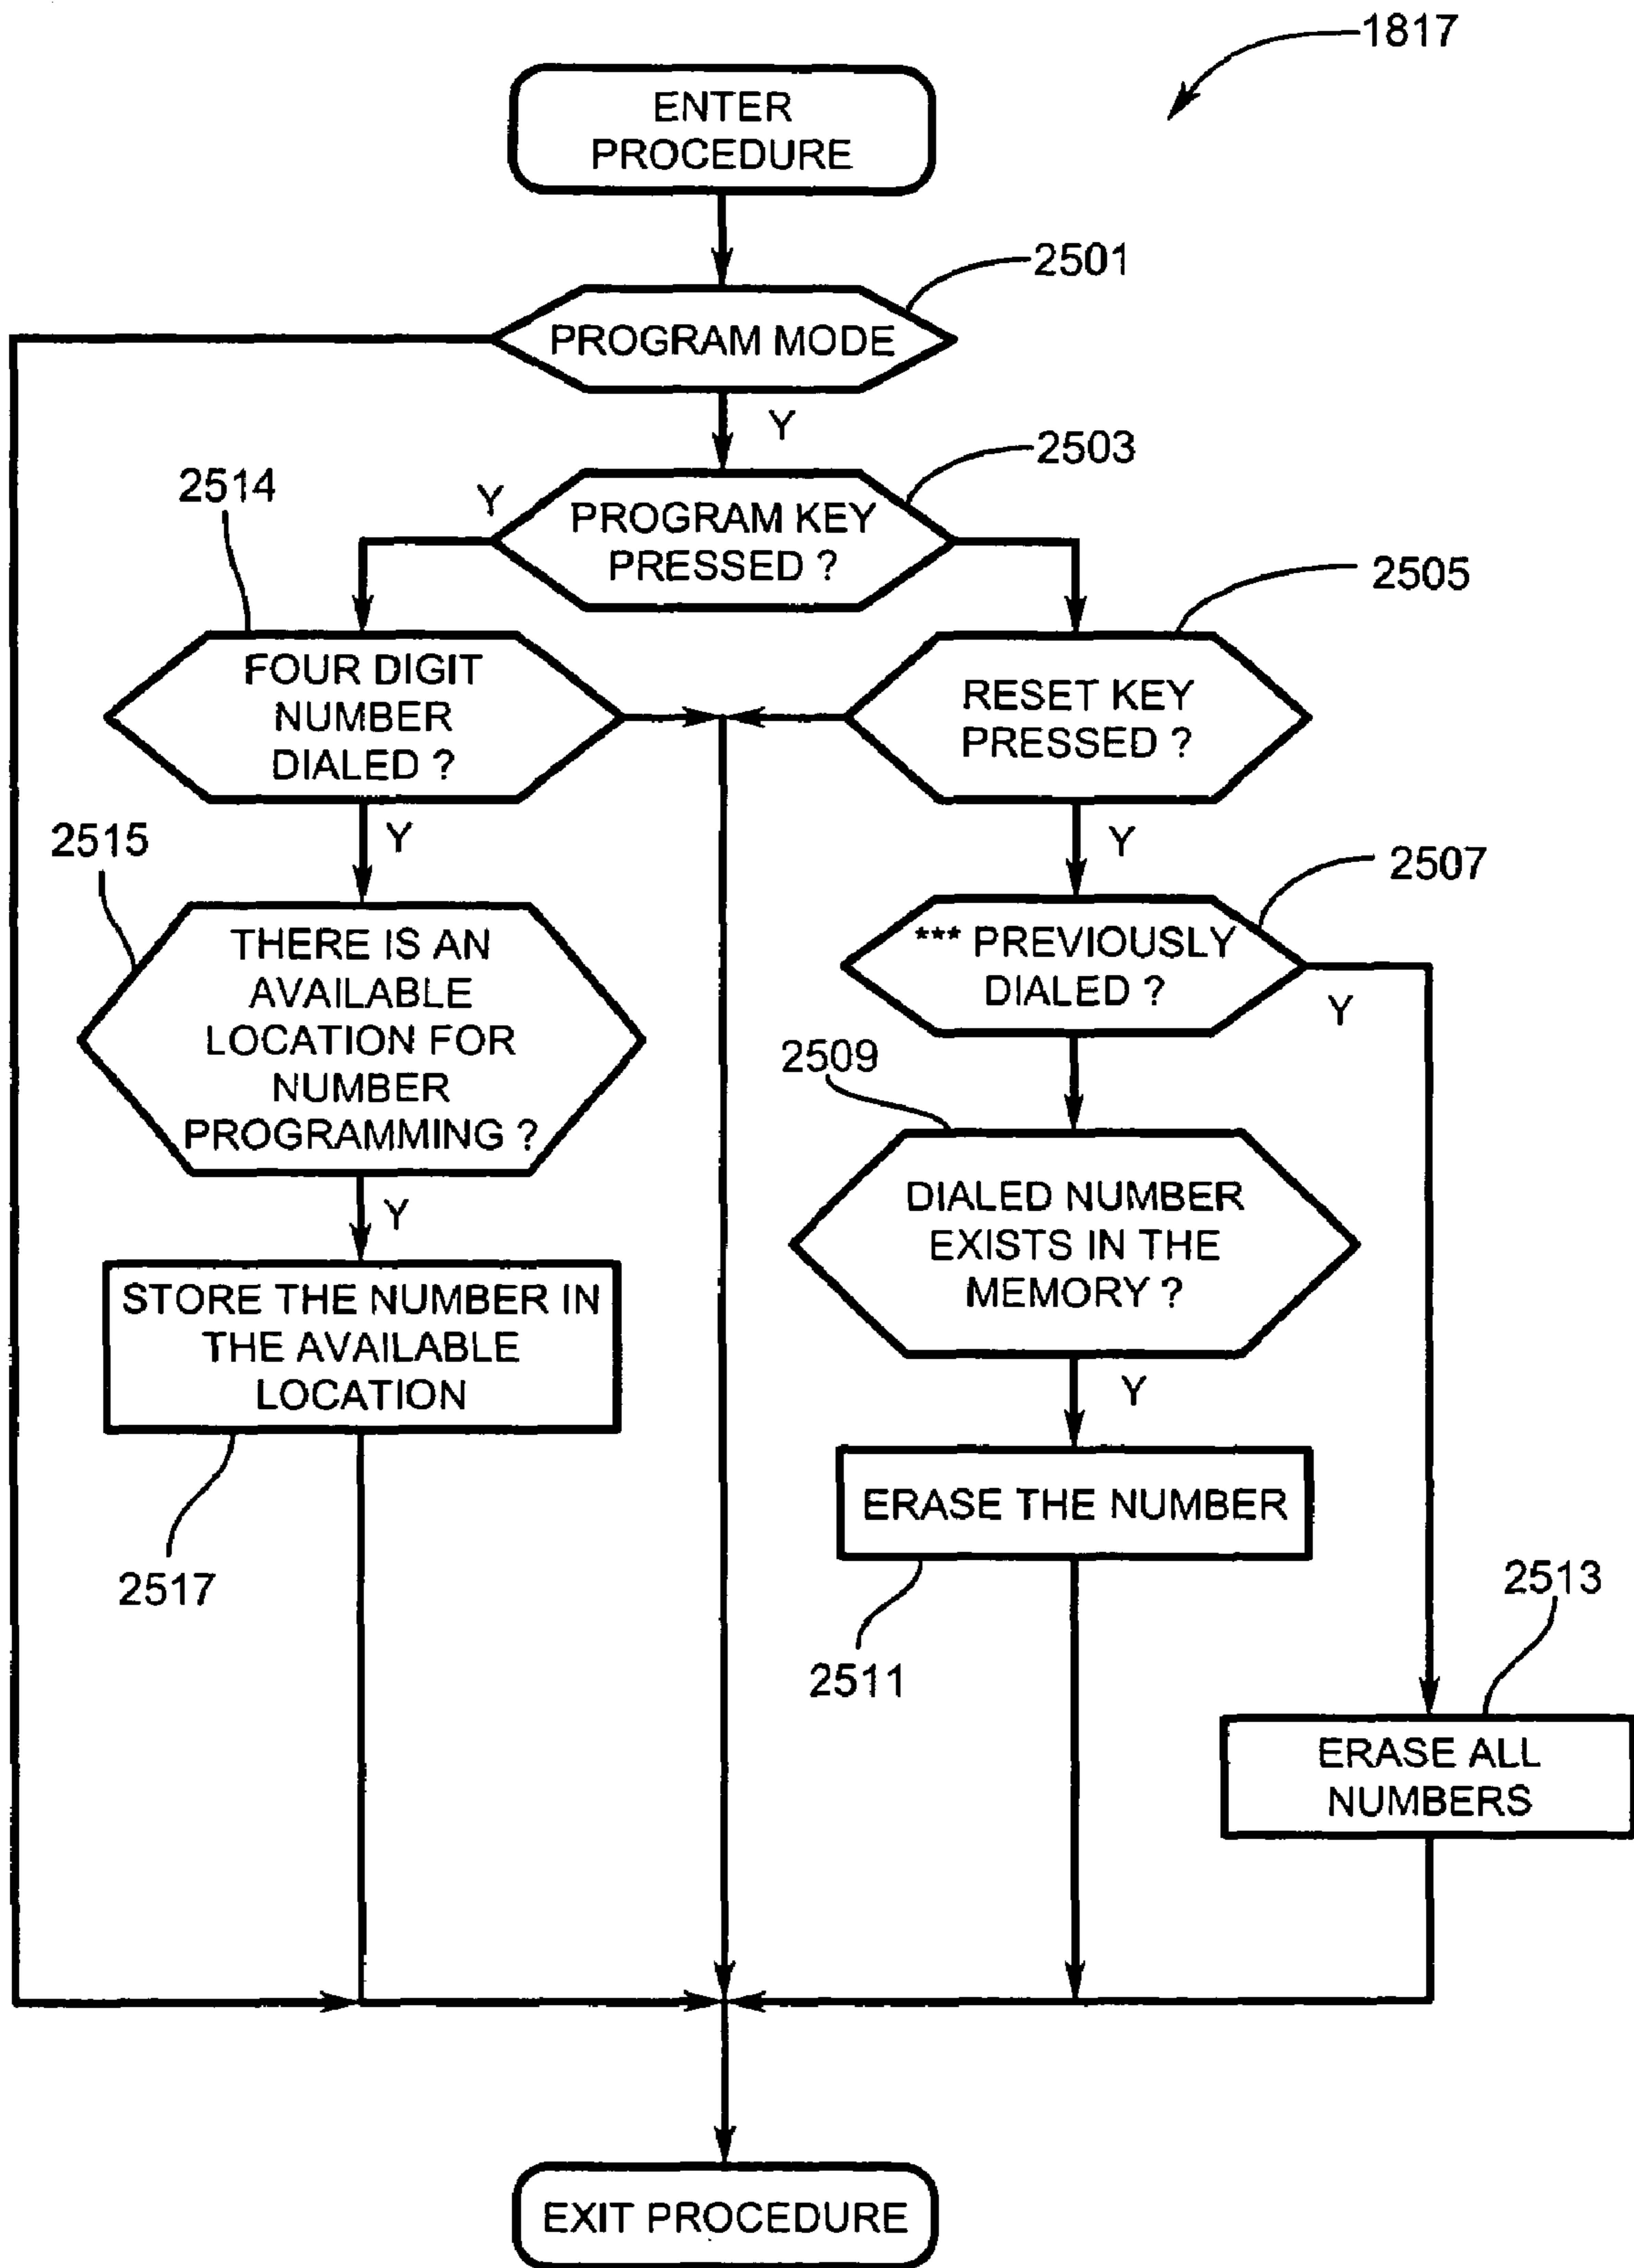 1817
ENTER
PROCEDURE
2501
PROGRAM MODE
Y
2503
2514
Y
PROGRAM KEY
PRESSED ?
2505
FOUR DIGIT
NUMBER
DIALED ?
RESET KEY
PRESSED ?
Y
Y
2515
2507
THERE IS AN
AVAILABLE
LOCATION FOR
NUMBER
PROGRAMMING ?
*** PREVIOUSLY
DIALED ?
Y
2509
Y
DIALED NUMBER
EXISTS IN THE
MEMORY ?
STORE THE NUMBER IN
THE AVAILABLE
LOCATION
Y
ERASE THE NUMBER
2517
2511
2513
ERASE ALL
NUMBERS
EXIT PROCEDURE